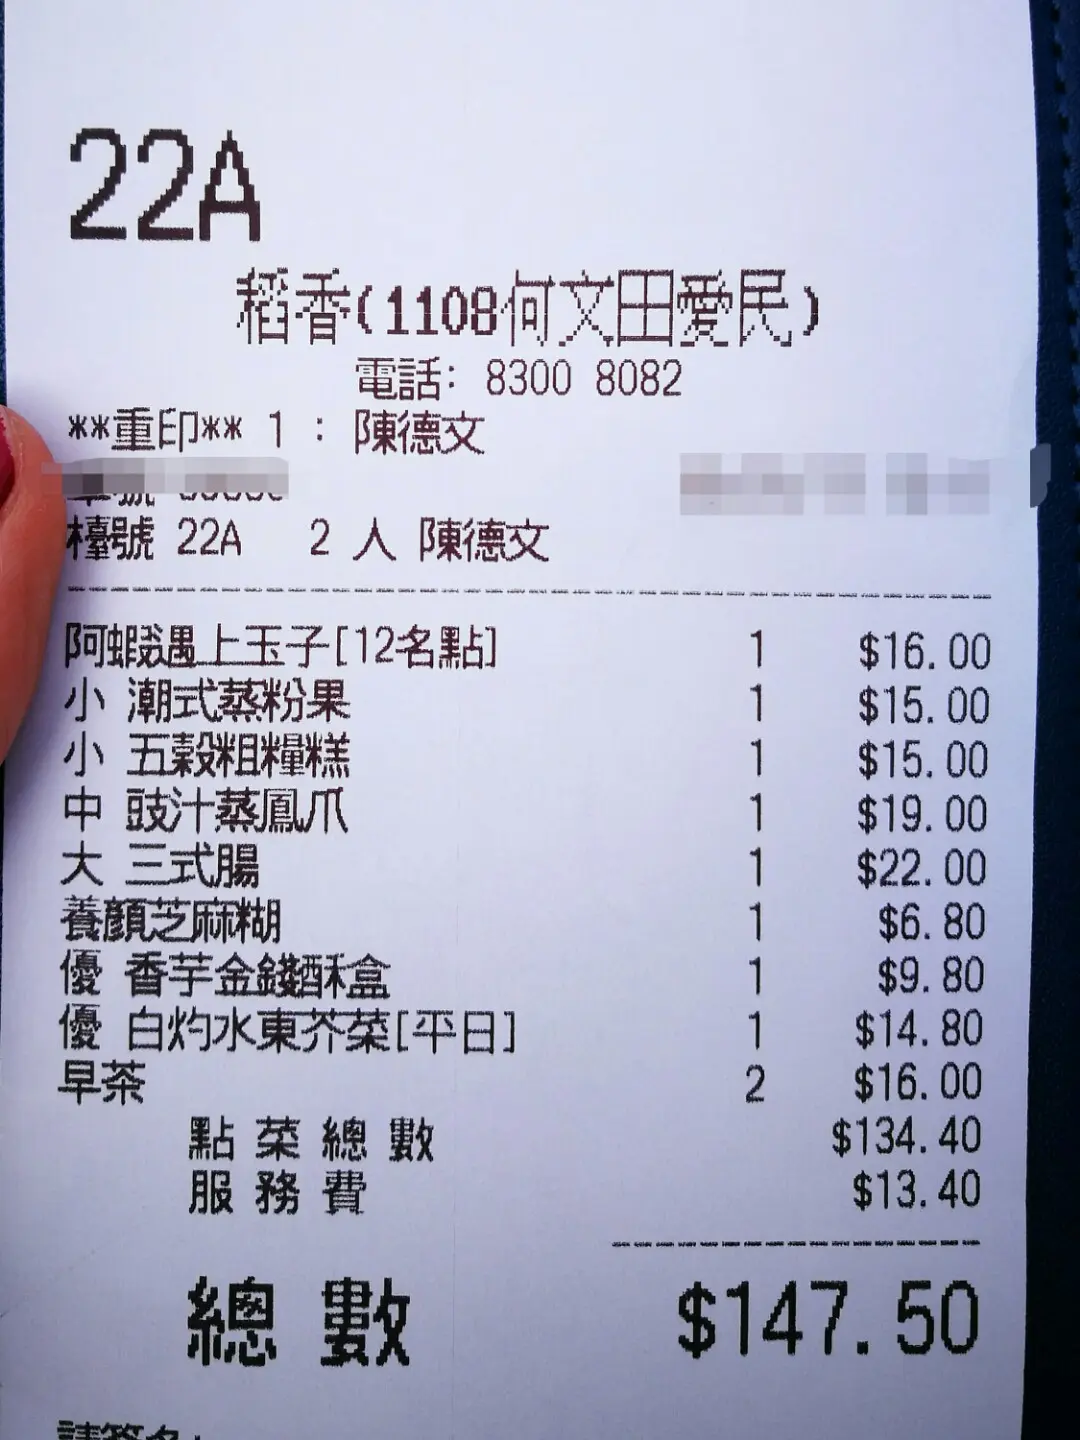 22A
稻香(1108何文田愛民)
電話: 8300 8082
**重印** 1 : 陳德文
檯號 22A 2 人 陳德文
阿蝦遇上玉子[12名點] 1 $16.00
小 潮式蒸粉果 1 $15.00
小 五穀粗糧糕 1 $15.00
中 豉汁蒸鳳爪 1 $19.00
大 三式腸 1 $22.00
養顏芝麻糊 1 $6.80
優 香芋金錢酥盒 1 $9.80
優 白灼水東芥菜[平日] 1 $14.80
早茶 2 $16.00
點菜總數 $134.40
服務費 $13.40
總數 $147.50